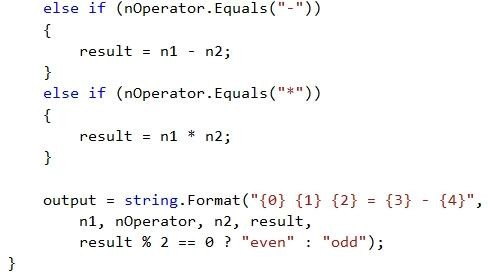 else if (nOperator.Equals("-"))
{
result = n1 - n2;
}
else if (nOperator.Equals("*"))
{
result = n1 * n2;
}
output = string.Format("{0} {1} {2} = {3} - {4}",
n1, nOperator, n2, result,
result % 2 == 0 ? "even" : "odd");
}